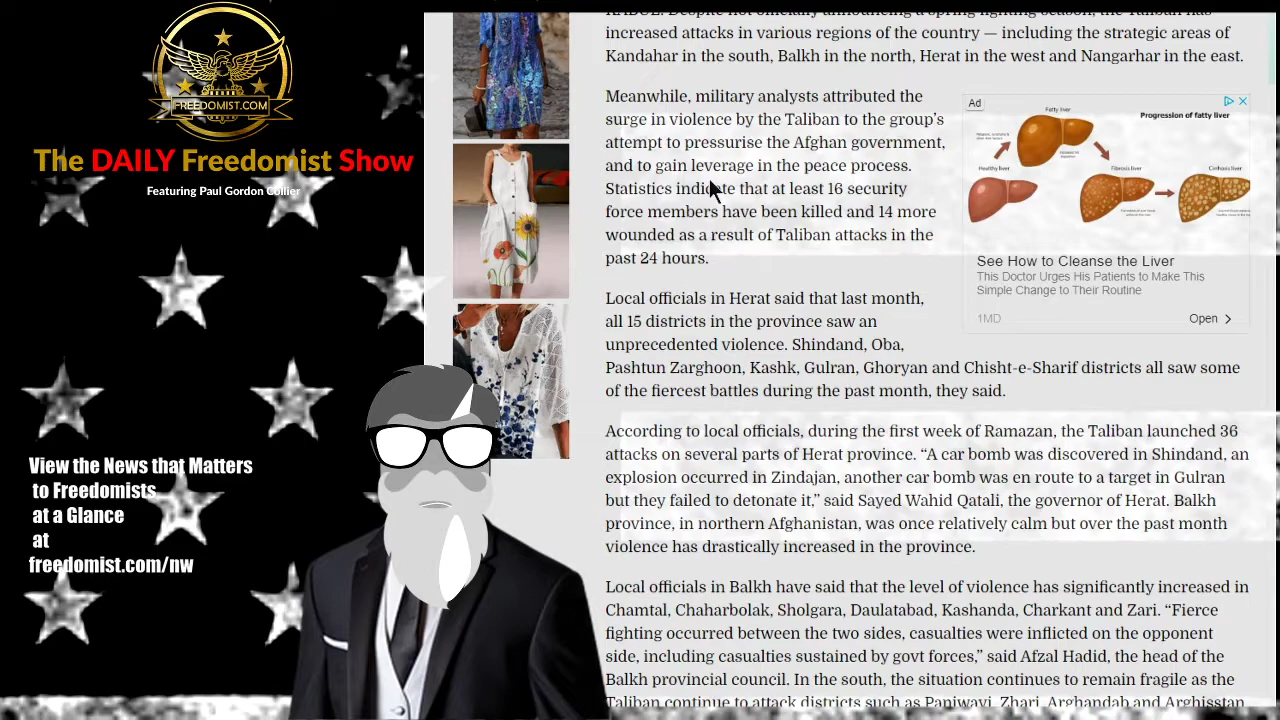 FREEDOMIST.COM
The DAILY Freedomist Show
Featuring Paul Gordon Collier
View the News that Matters
to Freedomists
at a Glance
at
freedomist.com/nw
increased attacks in various regions of the country — including the strategic areas of
Kandahar in the south, Balkh in the north, Herat in the west and Nangarhar in the east.
Meanwhile, military analysts attributed the
surge in violence by the Taliban to the group's
attempt to pressurise the Afghan government,
and to gain leverage in the peace process.
Statistics indicate that at least 16 security
force members have been killed and 14 more
wounded as a result of Taliban attacks in the
past 24 hours.
Ad
Progression of fatty liver
Fatty liver
Healthy liver
Fibrosis liver
Cirrhosis liver
See How to Cleanse the Liver
This Doctor Urges His Patients to Make This
Simple Change to Their Routine
1MD
Open
Local officials in Herat said that last month,
all 15 districts in the province saw an
unprecedented violence. Shindand, Oba,
Pashtun Zarghoon, Kashk, Gulran, Ghoryan and Chisht-e-Sharif districts all saw some
of the fiercest battles during the past month, they said.
According to local officials, during the first week of Ramazan, the Taliban launched 36
attacks on several parts of Herat province. “A car bomb was discovered in Shindand, an
explosion occurred in Zindajan, another car bomb was en route to a target in Gulran
but they failed to detonate it,” said Sayed Wahid Qatali, the governor of Herat. Balkh
province, in northern Afghanistan, was once relatively calm but over the past month
violence has drastically increased in the province.
Local officials in Balkh have said that the level of violence has significantly increased in
Chamtal, Chaharbolak, Sholgara, Daulatabad, Kashanda, Charkant and Zari. “Fierce
fighting occurred between the two sides, casualties were inflicted on the opponent
side, including casualties sustained by govt forces,” said Afzal Hadid, the head of the
Balkh provincial council. In the south, the situation continues to remain fragile as the
Taliban continue to attack districts such as Panjwayi, Zhari, Arghandab and Arghistan